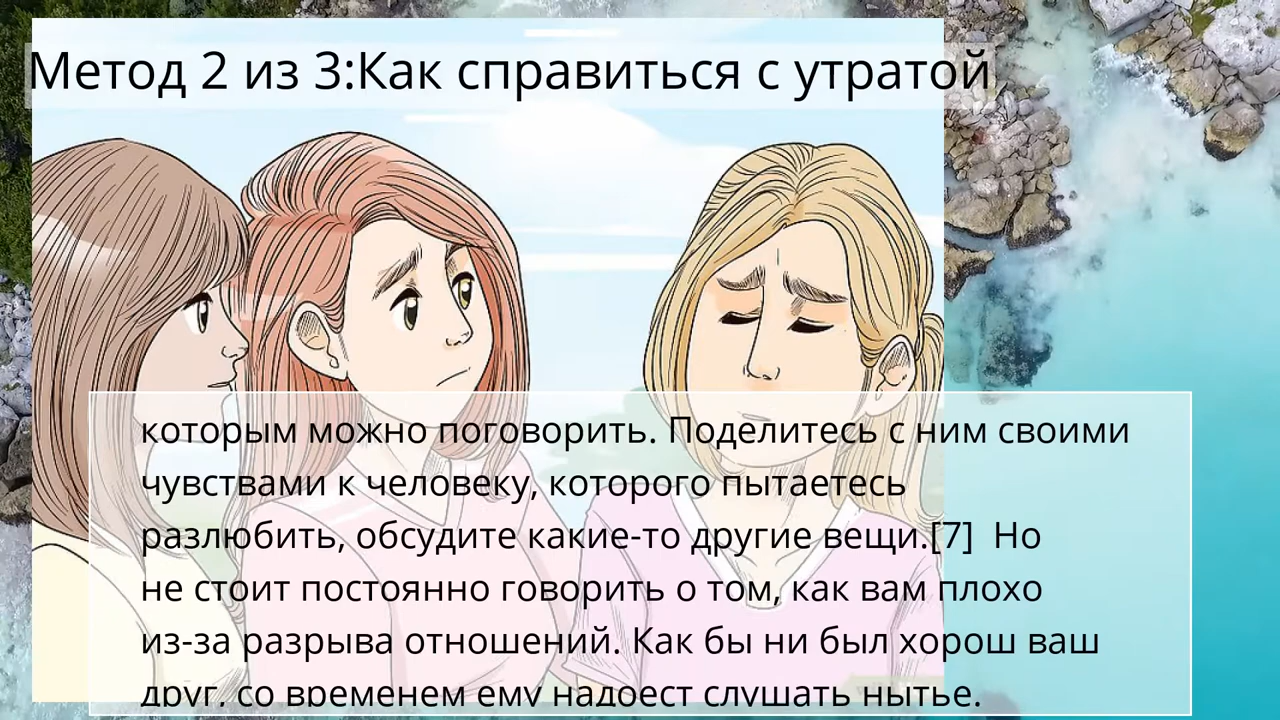 Метод 2 из 3:Как справиться с утратой
которым можно поговорить. Поделитесь с ним своими
чувствами к человеку, которого пытаетесь
разлюбить, обсудите какие-то другие вещи.[7]  Но
не стоит постоянно говорить о том, как вам плохо
из-за разрыва отношений. Как бы ни был хорош ваш
друг, со временем ему надоест слушать нытье.